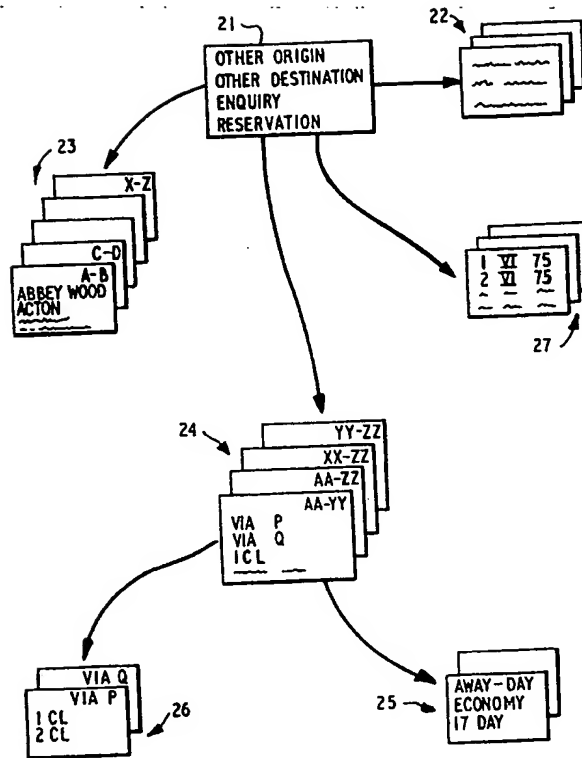 21
OTHER ORIGIN
OTHER DESTINATION
ENQUIRY
RESERVATION
22
23
X-Z
C-D
A-B
ABBEY WOOD
ACTON
1 VI 75
2 VI 75
27
24
YY-ZZ
XX-ZZ
AA-ZZ
AA-YY
VIA P
VIA Q
1CL
VIA Q
VIA P
1 CL
2 CL
26
25
AWAY-DAY
ECONOMY
17 DAY